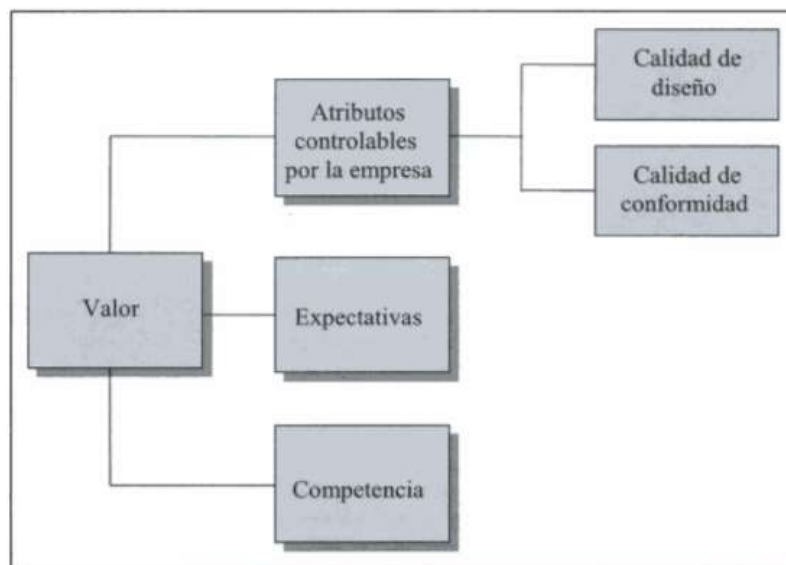 Calidad de
diseño
Atributos
controlables
por la empresa
Calidad de
conformidad
Valor
Expectativas
Competencia